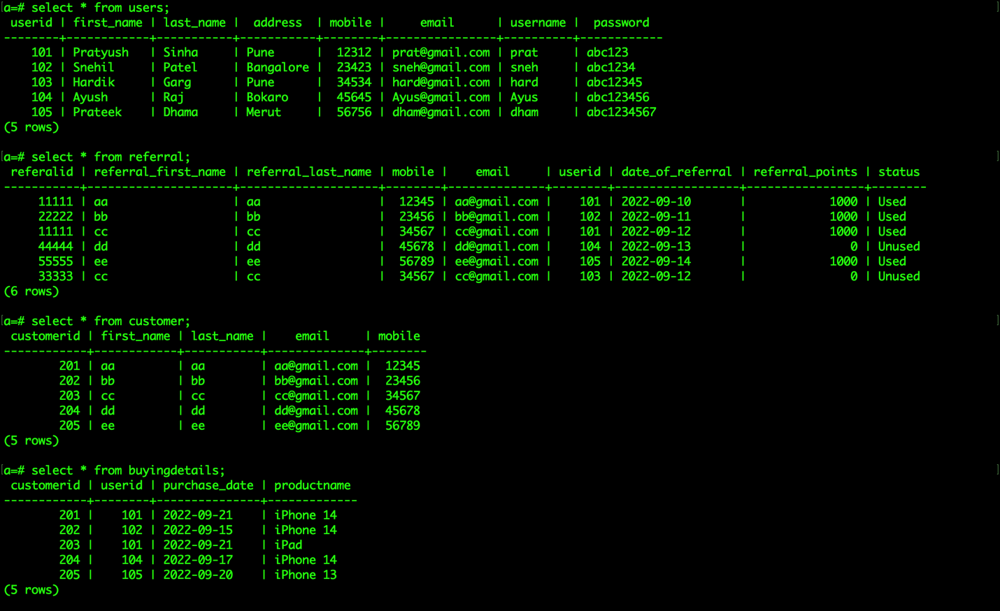 a=# select * from users;
userid | first_name | last_name | address | mobile | email | username | password
--------+------------+-----------+-----------+--------+----------------+----------+------------
101 | Pratyush | Sinha | Pune | 12312 | prat@gmail.com | prat | abc123
102 | Snehil | Patel | Bangalore | 23423 | sneh@gmail.com | sneh | abc1234
103 | Hardik | Garg | Pune | 34534 | hard@gmail.com | hard | abc12345
104 | Ayush | Raj | Bokaro | 45645 | Ayus@gmail.com | Ayus | abc123456
105 | Prateek | Dhama | Merut | 56756 | dham@gmail.com | dham | abc1234567
(5 rows)
a=# select * from referral;
referalid | referral_first_name | referral_last_name | mobile | email | userid | date_of_referral | referral_points | status
-----------+---------------------+--------------------+--------+--------------+--------+------------------+-----------------+--------
11111 | aa | aa | 12345 | aa@gmail.com | 101 | 2022-09-10 | 1000 | Used
22222 | bb | bb | 23456 | bb@gmail.com | 102 | 2022-09-11 | 1000 | Used
11111 | cc | cc | 34567 | cc@gmail.com | 101 | 2022-09-12 | 1000 | Used
44444 | dd | dd | 45678 | dd@gmail.com | 104 | 2022-09-13 | 0 | Unused
55555 | ee | ee | 56789 | ee@gmail.com | 105 | 2022-09-14 | 1000 | Used
33333 | cc | cc | 34567 | cc@gmail.com | 103 | 2022-09-12 | 0 | Unused
(6 rows)
a=# select * from customer;
customerid | first_name | last_name | email | mobile
------------+------------+-----------+--------------+--------
201 | aa | aa | aa@gmail.com | 12345
202 | bb | bb | bb@gmail.com | 23456
203 | cc | cc | cc@gmail.com | 34567
204 | dd | dd | dd@gmail.com | 45678
205 | ee | ee | ee@gmail.com | 56789
(5 rows)
a=# select * from buyingdetails;
customerid | userid | purchase_date | productname
------------+--------+---------------+-------------
201 | 101 | 2022-09-21 | iPhone 14
202 | 102 | 2022-09-15 | iPhone 14
203 | 101 | 2022-09-21 | iPad
204 | 104 | 2022-09-17 | iPhone 14
205 | 105 | 2022-09-20 | iPhone 13
(5 rows)